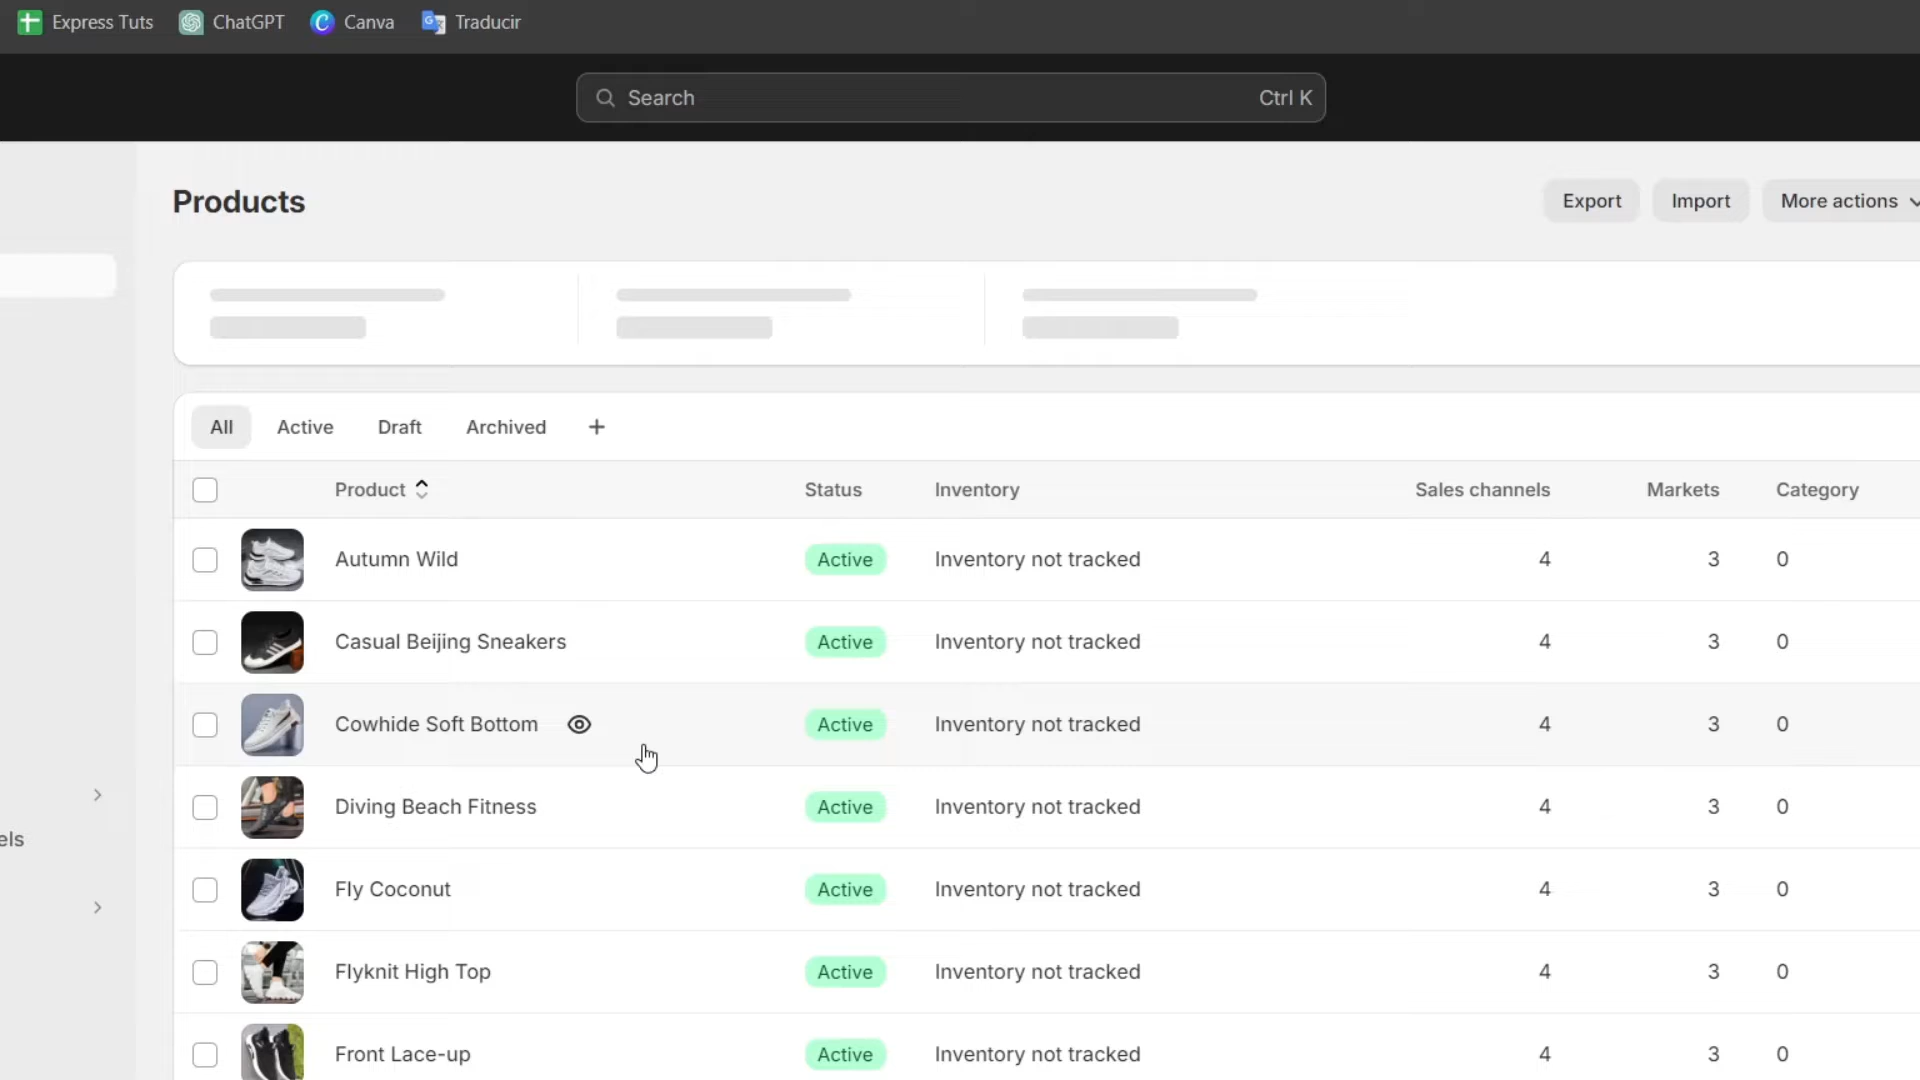 Express Tuts ChatGPT Canva Traducir
Search Ctrl K
Products Export Import More actions
All Active Draft Archived +
Product Status Inventory Sales channels Markets Category
Autumn Wild Active Inventory not tracked 4 3 0
Casual Beijing Sneakers Active Inventory not tracked 4 3 0
Cowhide Soft Bottom Active Inventory not tracked 4 3 0
Diving Beach Fitness Active Inventory not tracked 4 3 0
els
Fly Coconut Active Inventory not tracked 4 3 0
Flyknit High Top Active Inventory not tracked 4 3 0
Front Lace-up Active Inventory not tracked 4 3 0